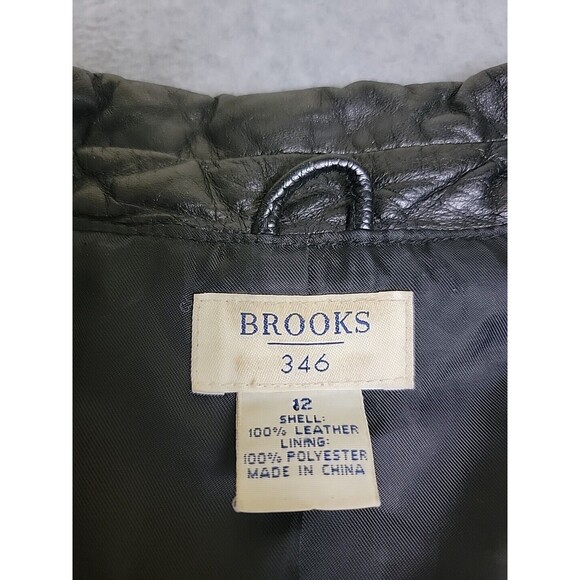 BROOKS
346
12
SHELL:
100% LEATHER
LINING:
100% POLYESTER
MADE IN CHINA